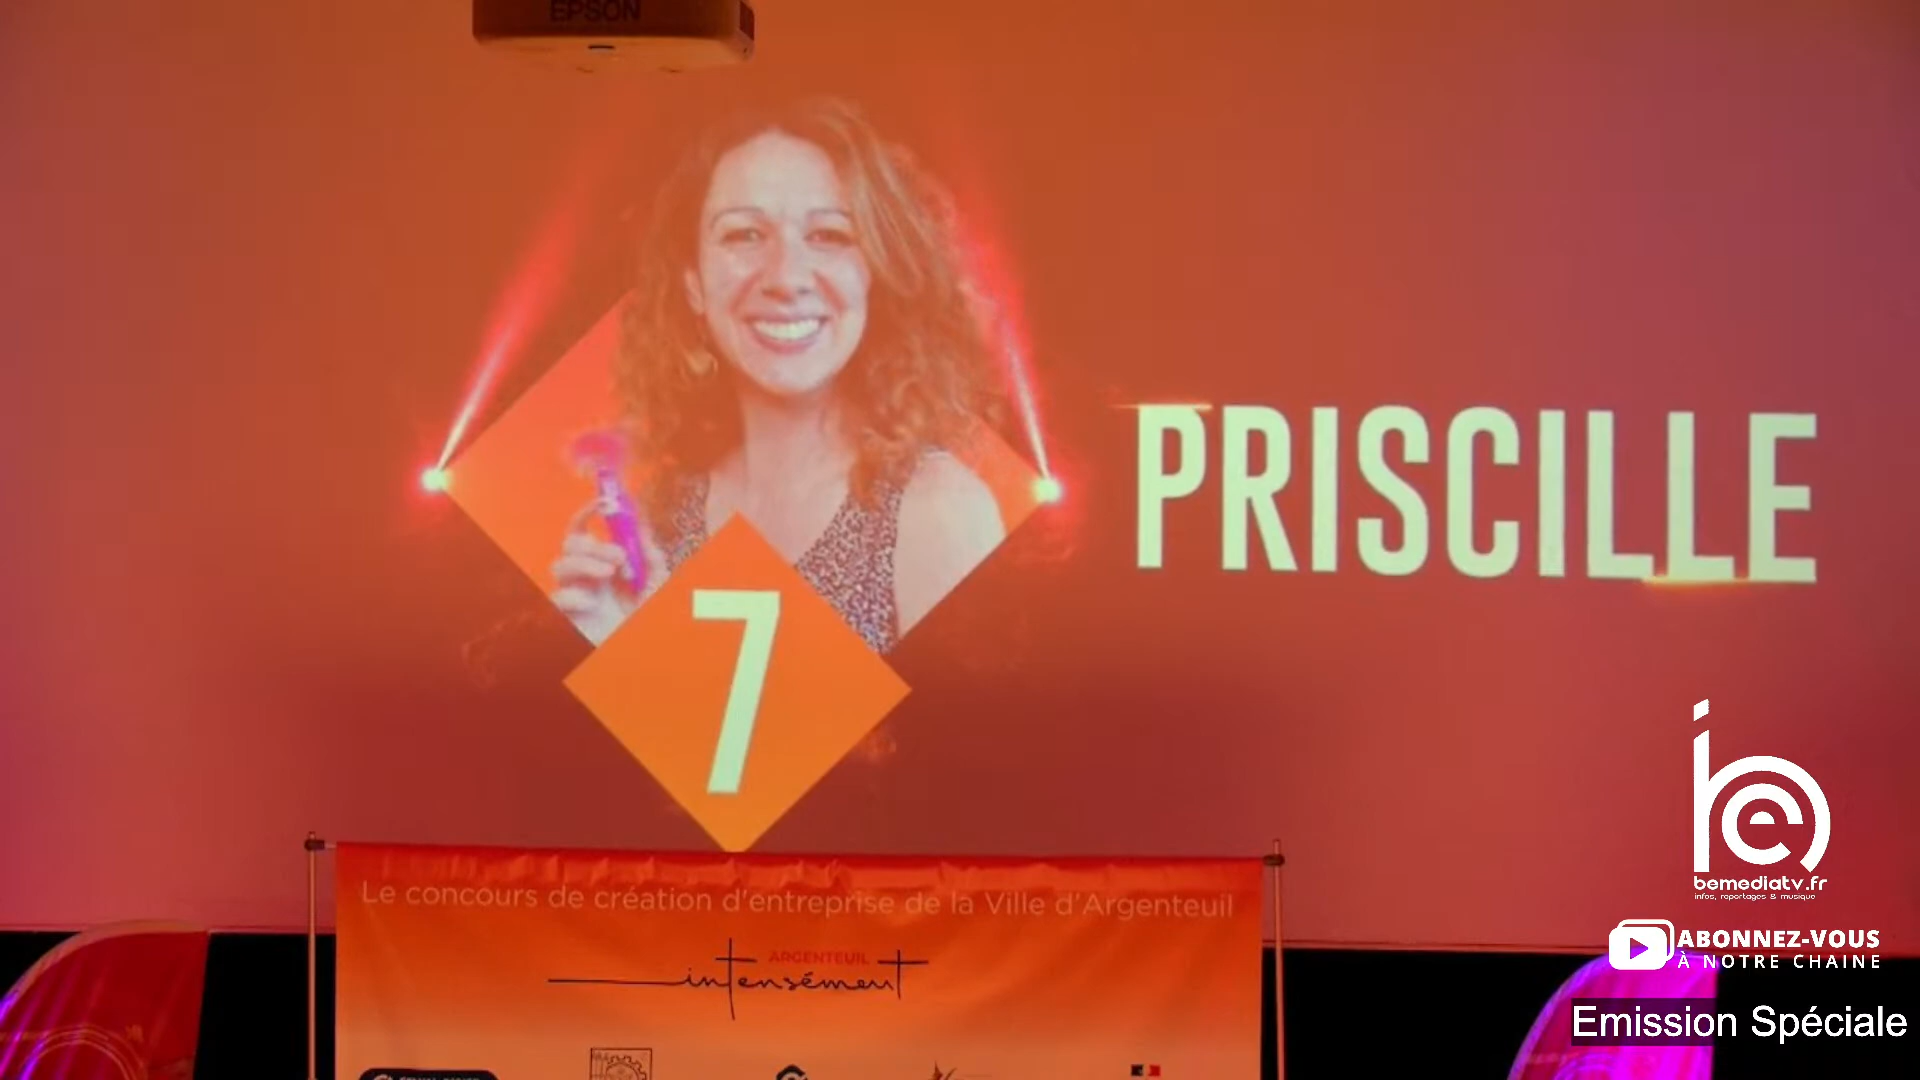 EPSON
PRISCILLE
7
bemediatv.fr
infos, reportages & musique
Le concours de création d'entreprise de la Ville d'Argenteuil
ARGENTEUIL
intensément
ABONNEZ-VOUS
À NOTRE CHAINE
Emission Spéciale